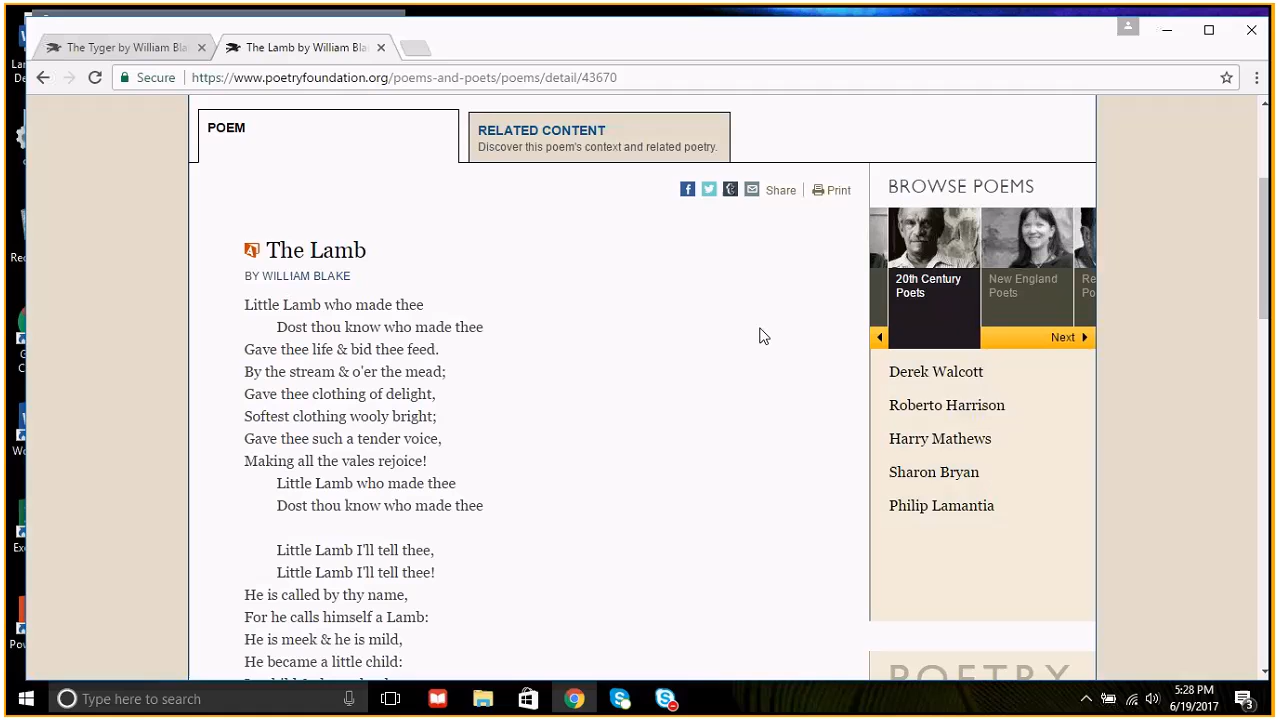 The Tyger by William Bla
The Lamb by William Bla
Secure
https://www.poetryfoundation.org/poems-and-poets/poems/detail/43670
POEM
RELATED CONTENT
Discover this poem's context and related poetry.
Share
Print
BROWSE POEMS
20th Century
Poets
New England
Poets
Re
Po
Next
The Lamb
BY WILLIAM BLAKE
Little Lamb who made thee
Dost thou know who made thee
Gave thee life & bid thee feed.
By the stream & o'er the mead;
Gave thee clothing of delight,
Softest clothing wooly bright;
Gave thee such a tender voice,
Making all the vales rejoice!
Little Lamb who made thee
Dost thou know who made thee
Little Lamb I'll tell thee,
Little Lamb I'll tell thee!
He is called by thy name,
For he calls himself a Lamb:
He is meek & he is mild,
He became a little child:
Derek Walcott
Roberto Harrison
Harry Mathews
Sharon Bryan
Philip Lamantia
POETRY
Type here to search
5:28 PM
6/19/2017
3